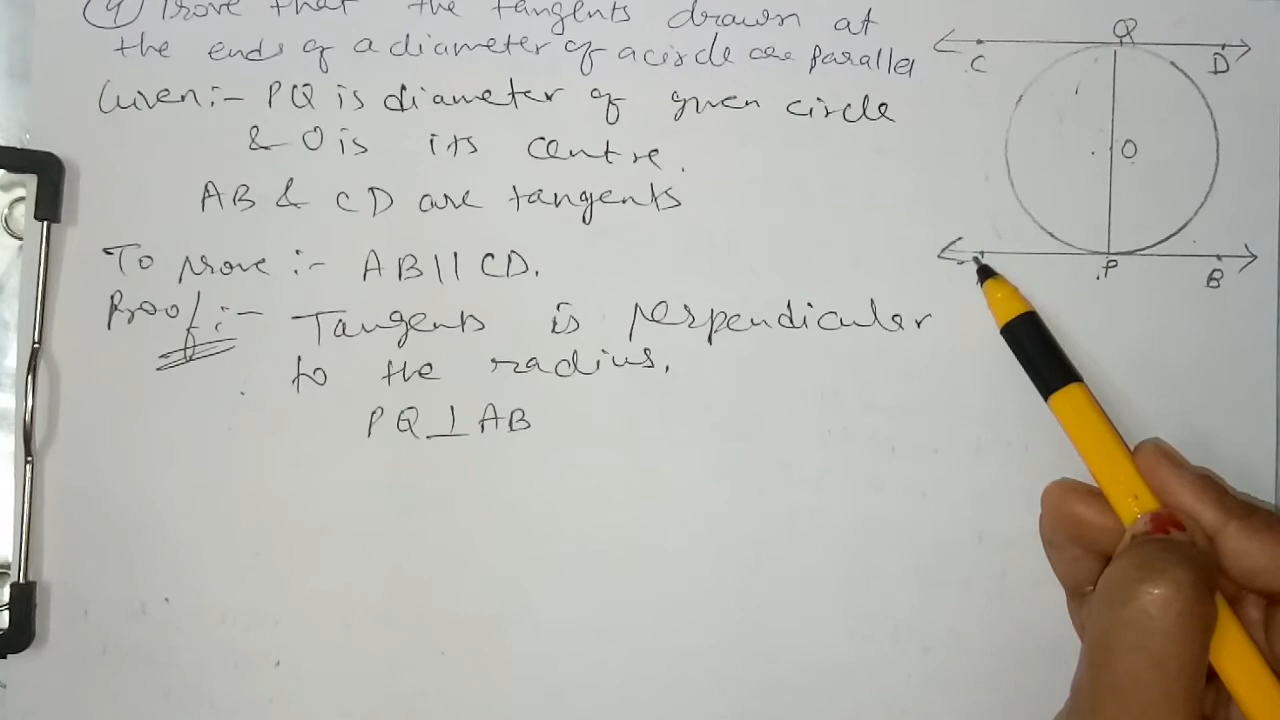 (4) Prove that the tangents drawn at
the ends of a diameter of a circle are parallel
Given:- PQ is diameter of given circle
& O is its centre.
AB & CD are tangents
To prove :- AB || CD.
Proof :- Tangents is perpendicular
to the radius.
PQ ⊥ AB
Q
C
D
O
P
B